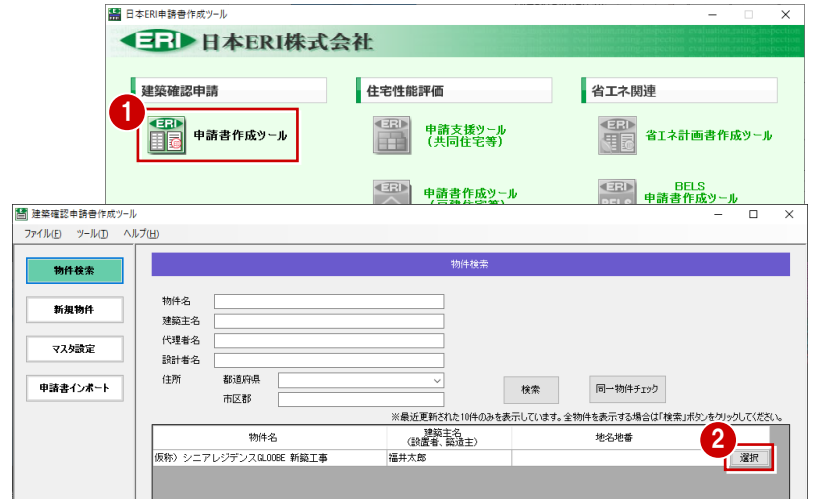 日本ERI申請書作成ツール
ERI 日本ERI株式会社
建築確認申請
住宅性能評価
省エネ関連
1
ERI
申請書作成ツール
ERI
申請支援ツール
(共同住宅等)
ERI
省エネ計画書作成ツール
ERI
申請書作成ツール
ERI
BELS
BELS
申請書作成ツール
建築確認申請書作成ツール
ファイル(F) ツール(T) ヘルプ(H)
物件検索
新規物件
マスタ設定
申請書インポート
物件検索
物件名
建築主名
代理者名
設計者名
住所 都道府県
市区郡
検索
同一物件チェック
※最近更新された10件のみを表示しています。全物件を表示する場合は「検索」ボタンをクリックしてください。
物件名
建築主名
(設置者、築造主)
地名地番
2
仮称) シニアレジデンスGLOOBE 新築工事
福井太郎
選択